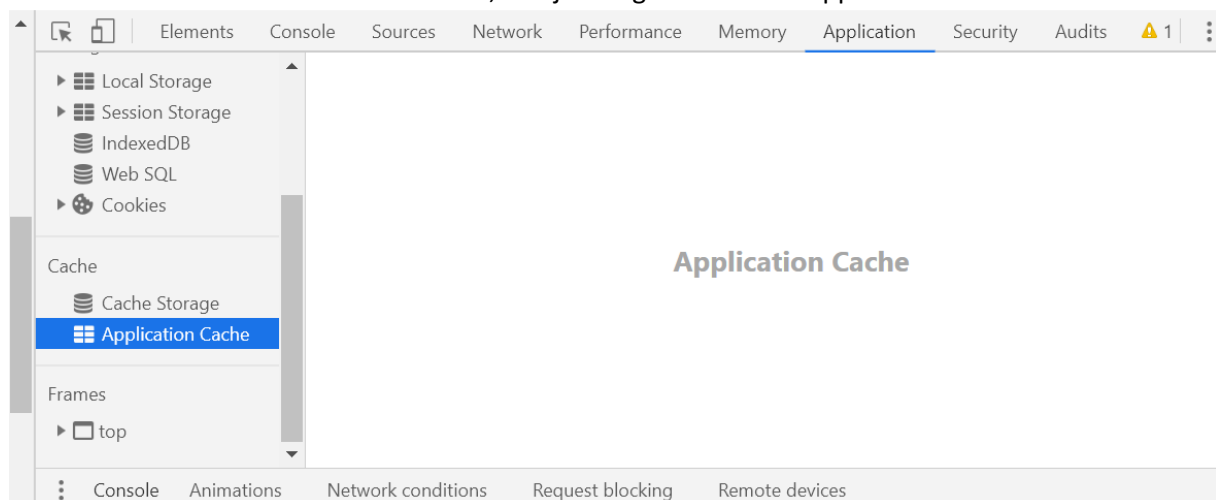 Elements Console Sources Network Performance Memory Application Security Audits 1
Local Storage
Session Storage
IndexedDB
Web SQL
Cookies
Cache
Cache Storage
Application Cache
Frames
top
Application Cache
Console Animations Network conditions Request blocking Remote devices